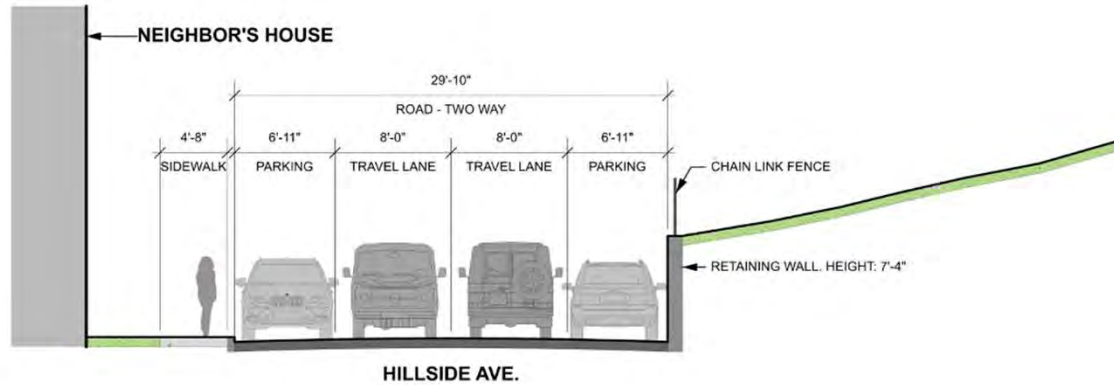 NEIGHBOR'S HOUSE
29'-10"
ROAD - TWO WAY
4'-8"
6'-11"
8'-0"
8'-0"
6'-11"
SIDEWALK
PARKING
TRAVEL LANE
TRAVEL LANE
PARKING
CHAIN LINK FENCE
RETAINING WALL. HEIGHT: 7'-4"
HILLSIDE AVE.